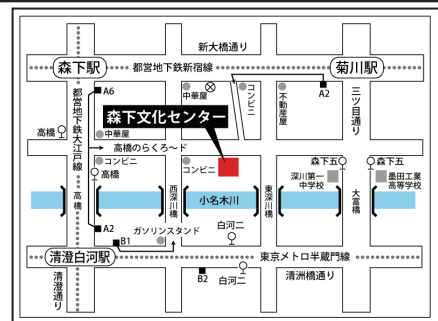 新大橋通り
森下駅
都営地下鉄新宿線
菊川駅
A6
中華屋
コンビニ
不動産屋
A2
三ツ目通り
都営地下鉄大江戸線
高橋
中華屋
森下文化センター
高橋のらくろ〜ド
コンビニ
高橋
コンビニ
森下五
森下五
深川第一
中学校
墨田工業
高等学校
高橋
西深川橋
小名木川
東深川橋
大富橋
A2
B1
ガソリンスタンド
白河二
清澄白河駅
東京メトロ半蔵門線
清澄通り
B2
白河二
清洲橋通り